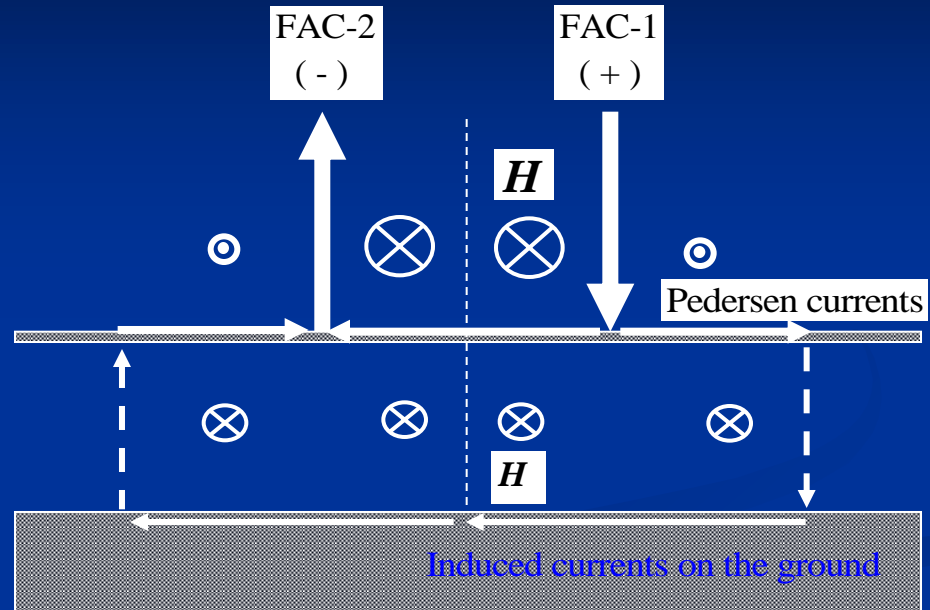 FAC-2
( - )
FAC-1
( + )
H
Pedersen currents
H
Induced currents on the ground